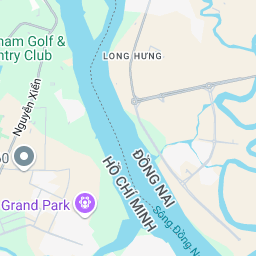 nam Golf &
ntry Club
LONG HƯNG
Nguyễn Xiển
ĐỒNG NAI
HỒ CHÍ MINH
Grand Park
Sông Đồng N